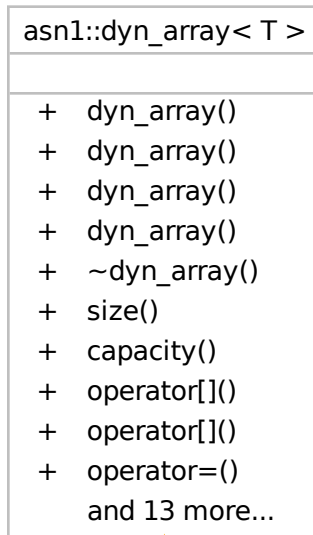 asn1::dyn_array< T >
+ dyn_array()
+ dyn_array()
+ dyn_array()
+ dyn_array()
+ ~dyn_array()
+ size()
+ capacity()
+ operator[]()
+ operator[]()
+ operator=()
and 13 more...